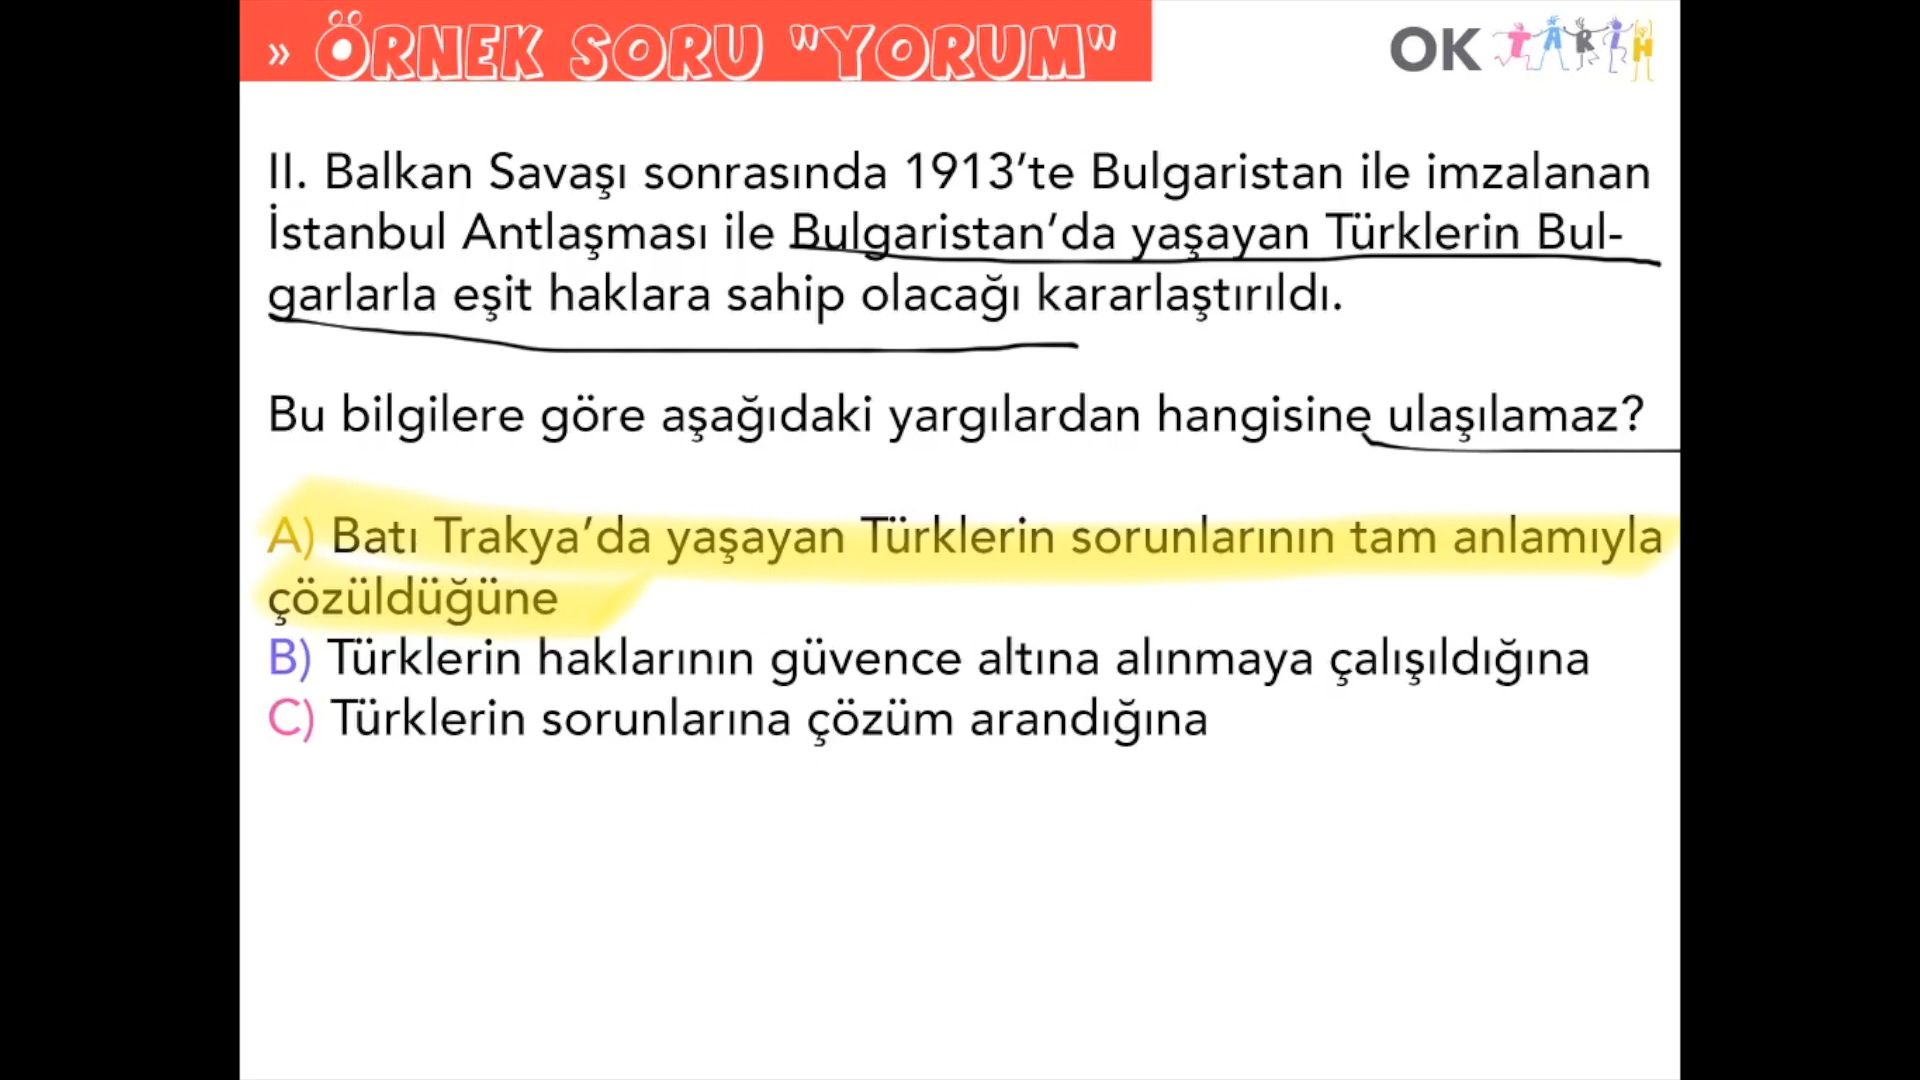 » ÖRNEK SORU "YORUM"
OK TARİH
II. Balkan Savaşı sonrasında 1913’te Bulgaristan ile imzalanan
İstanbul Antlaşması ile Bulgaristan’da yaşayan Türklerin Bul-
garlarla eşit haklara sahip olacağı kararlaştırıldı.
Bu bilgilere göre aşağıdaki yargılardan hangisine ulaşılamaz?
A) Batı Trakya’da yaşayan Türklerin sorunlarının tam anlamıyla
çözüldüğüne
B) Türklerin haklarının güvence altına alınmaya çalışıldığına
C) Türklerin sorunlarına çözüm arandığına